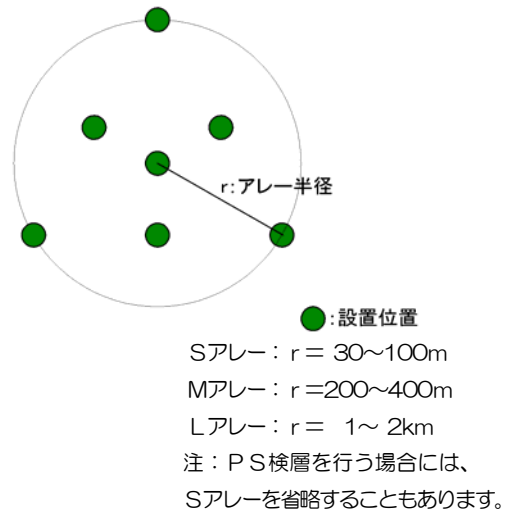 r:アレー半径
:設置位置
Sアレー：r＝ 30～100m
Mアレー：r＝200～400m
Lアレー：r＝ 1～ 2km
注：ＰＳ検層を行う場合には、
Sアレーを省略することもあります。